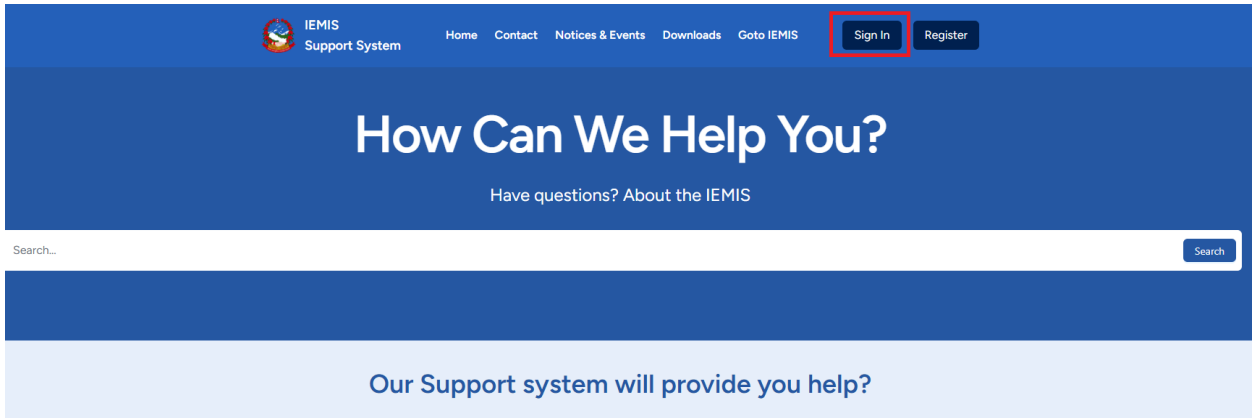 IEMIS
Support System
Home Contact Notices & Events Downloads Goto IEMIS Sign In Register
How Can We Help You?
Have questions? About the IEMIS
Search... Search
Our Support system will provide you help?